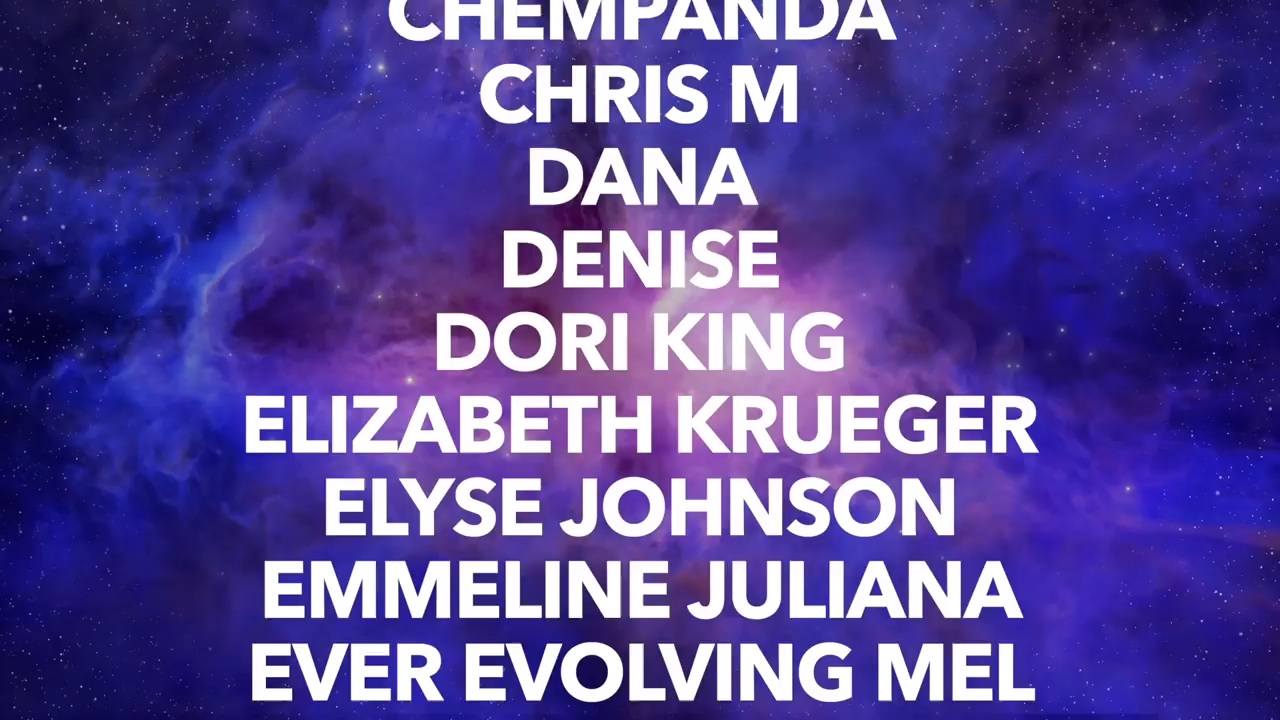 CHEMPANDA
CHRIS M
DANA
DENISE
DORI KING
ELIZABETH KRUEGER
ELYSE JOHNSON
EMMELINE JULIANA
EVER EVOLVING MEL